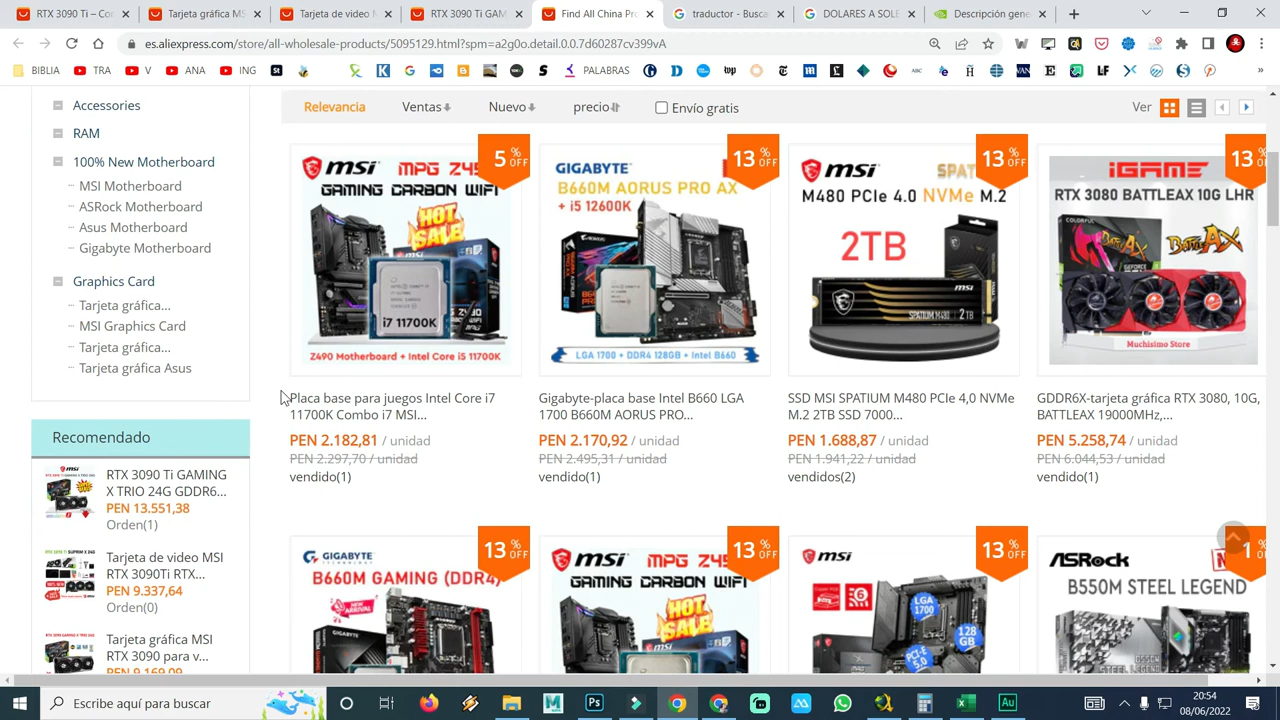 RTX 3090 Ti – Com
Tarjeta gráfica MS
Tarjeta de video N
RTX 3090 Ti GAM
Find All China Pro
traductor - Busca
DOLARES A SOLE
Descripción gene
es.aliexpress.com/store/all-wholesale-products/5095129.html?spm=a2g0o.detail.0.0.7d60287cv399vA
BIBLIA
TRA
V
ANA
ING
PALABRAS
Accessories
RAM
100% New Motherboard
MSI Motherboard
ASRock Motherboard
Asus Motherboard
Gigabyte Motherboard
Graphics Card
Tarjeta gráfica...
MSI Graphics Card
Tarjeta gráfica...
Tarjeta gráfica Asus
Recomendado
RTX 3090 Ti GAMING
X TRIO 24G GDDR6...
PEN 13.551,38
Orden(1)
Tarjeta de video MSI
RTX 3090Ti RTX...
PEN 9.337,64
Orden(0)
Tarjeta gráfica MSI
RTX 3090 para v...
PEN 9.169,09
Relevancia
Ventas
Nuevo
precio
Envío gratis
Ver
5 % OFF
msi MPG Z490
GAMING CARBON WIFI
HOT SALE
i7 11700K
Z490 Motherboard + Intel Core i5 11700K
Placa base para juegos Intel Core i7
11700K Combo i7 MSI...
PEN 2.182,81 / unidad
PEN 2.297,70 / unidad
vendido(1)
13 % OFF
GIGABYTE
B660M AORUS PRO AX
+ i5 12600K
LGA 1700 + DDR4 128GB + Intel B660
Gigabyte-placa base Intel B660 LGA
1700 B660M AORUS PRO...
PEN 2.170,92 / unidad
PEN 2.495,31 / unidad
vendido(1)
13 % OFF
msi SPATI
M480 PCIe 4.0 NVMe M.2
2TB
SPATIUM M480 2TB
SSD MSI SPATIUM M480 PCIe 4,0 NVMe
M.2 2TB SSD 7000...
PEN 1.688,87 / unidad
PEN 1.941,22 / unidad
vendidos(2)
13
iGAME
RTX 3080 BATTLEAX 10G LHR
COLORFUL
BATTLEAX
Muchisimo Store
GDDR6X-tarjeta gráfica RTX 3080, 10G,
BATTLEAX 19000MHz,...
PEN 5.258,74 / unidad
PEN 6.044,53 / unidad
vendido(1)
13 % OFF
GIGABYTE
B660M GAMING (DDR4)
NEW ARRIVAL
13 % OFF
msi MPG Z490
GAMING CARBON WIFI
HOT SALE
13 % OFF
msi
LGA 1700
128 GB
PCI-E 5.0
1
ASRock
B550M STEEL LEGEND
Escribe aquí para buscar
20:54
08/06/2022